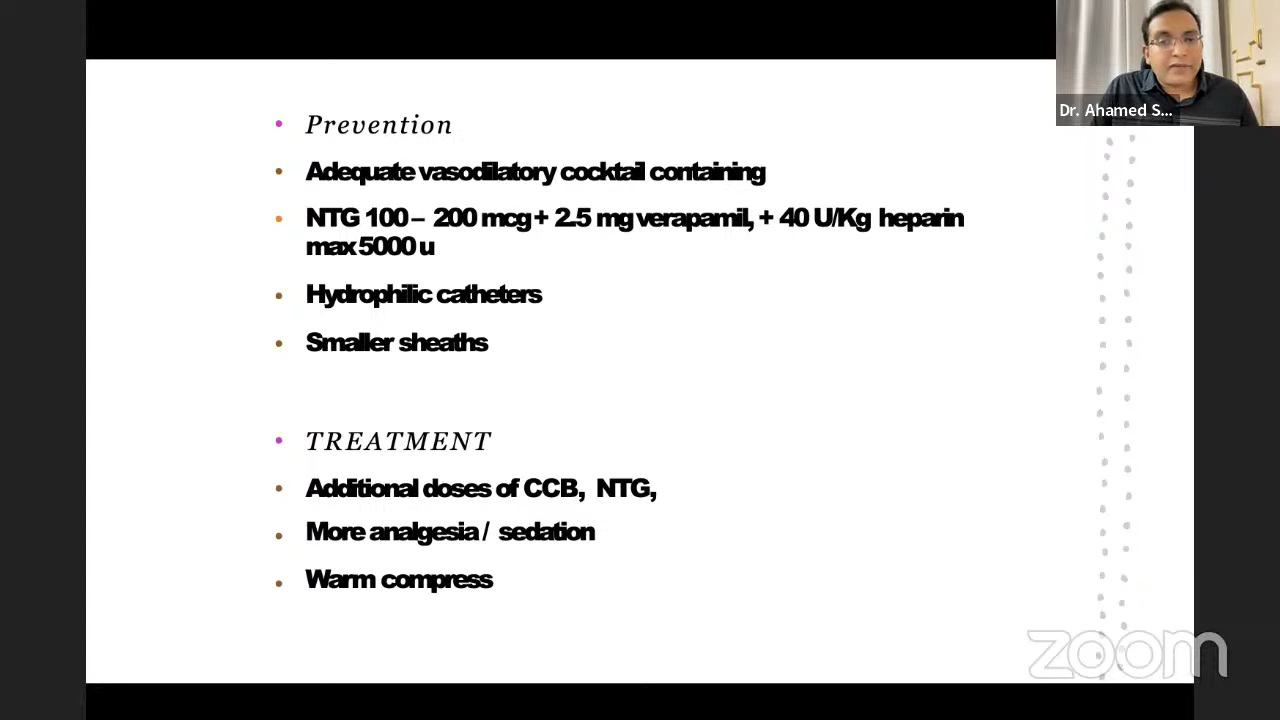 Dr. Ahamed S...
Prevention
Adequate vasodilatory cocktail containing
NTG 100 – 200 mcg + 2.5 mg verapamil, + 40 U/Kg heparin
max 5000 u
Hydrophilic catheters
Smaller sheaths
TREATMENT
Additional doses of CCB, NTG,
More analgesia / sedation
Warm compress
zoom